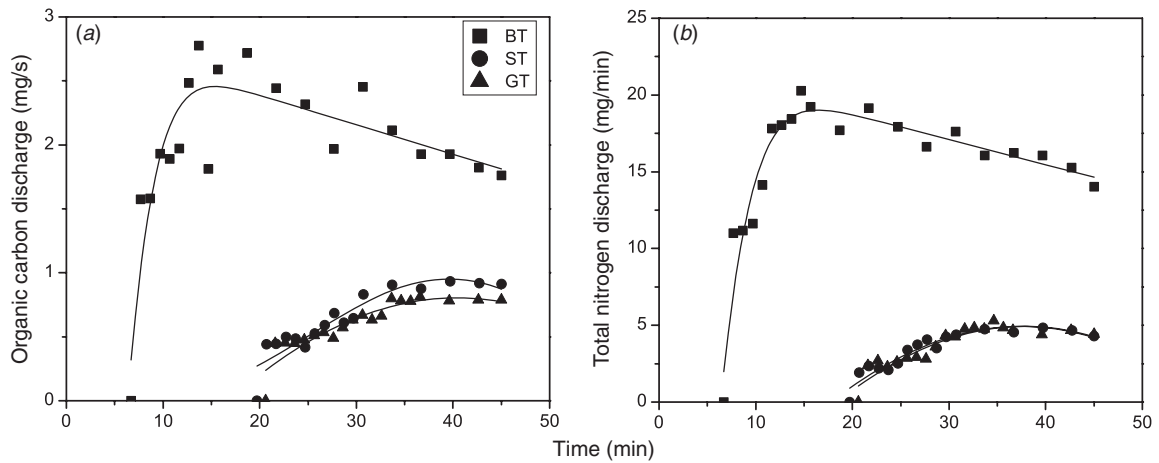 (a)
BT
ST
GT
Organic carbon discharge (mg/s)
3
2
1
0
0 10 20 30 40 50
(b)
Total nitrogen discharge (mg/min)
25
20
15
10
5
0
0 10 20 30 40 50
Time (min)